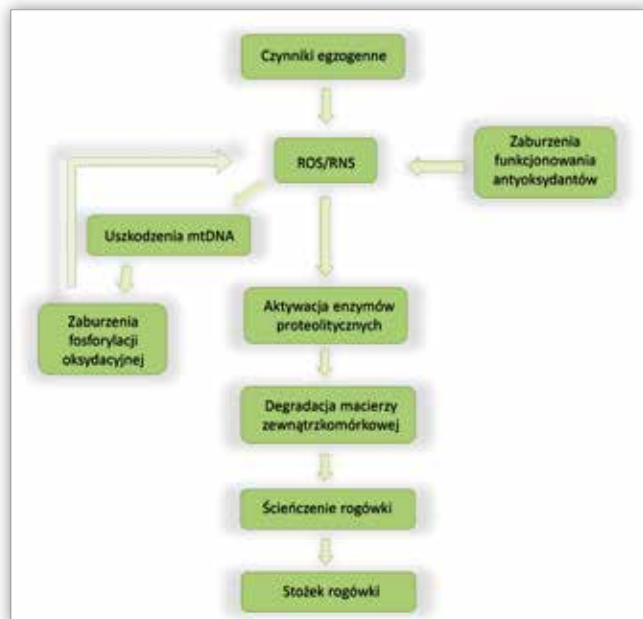 Czynniki egzogenne
ROS/RNS
Zaburzenia
funkcjonowania
antyoksydantów
Uszkodzenia mtDNA
Zaburzenia
fosforylacji
oksydacyjnej
Aktywacja enzymów
proteolitycznych
Degradacja macierzy
zewnątrzkomórkowej
Ścieńczenie rogówki
Stożek rogówki